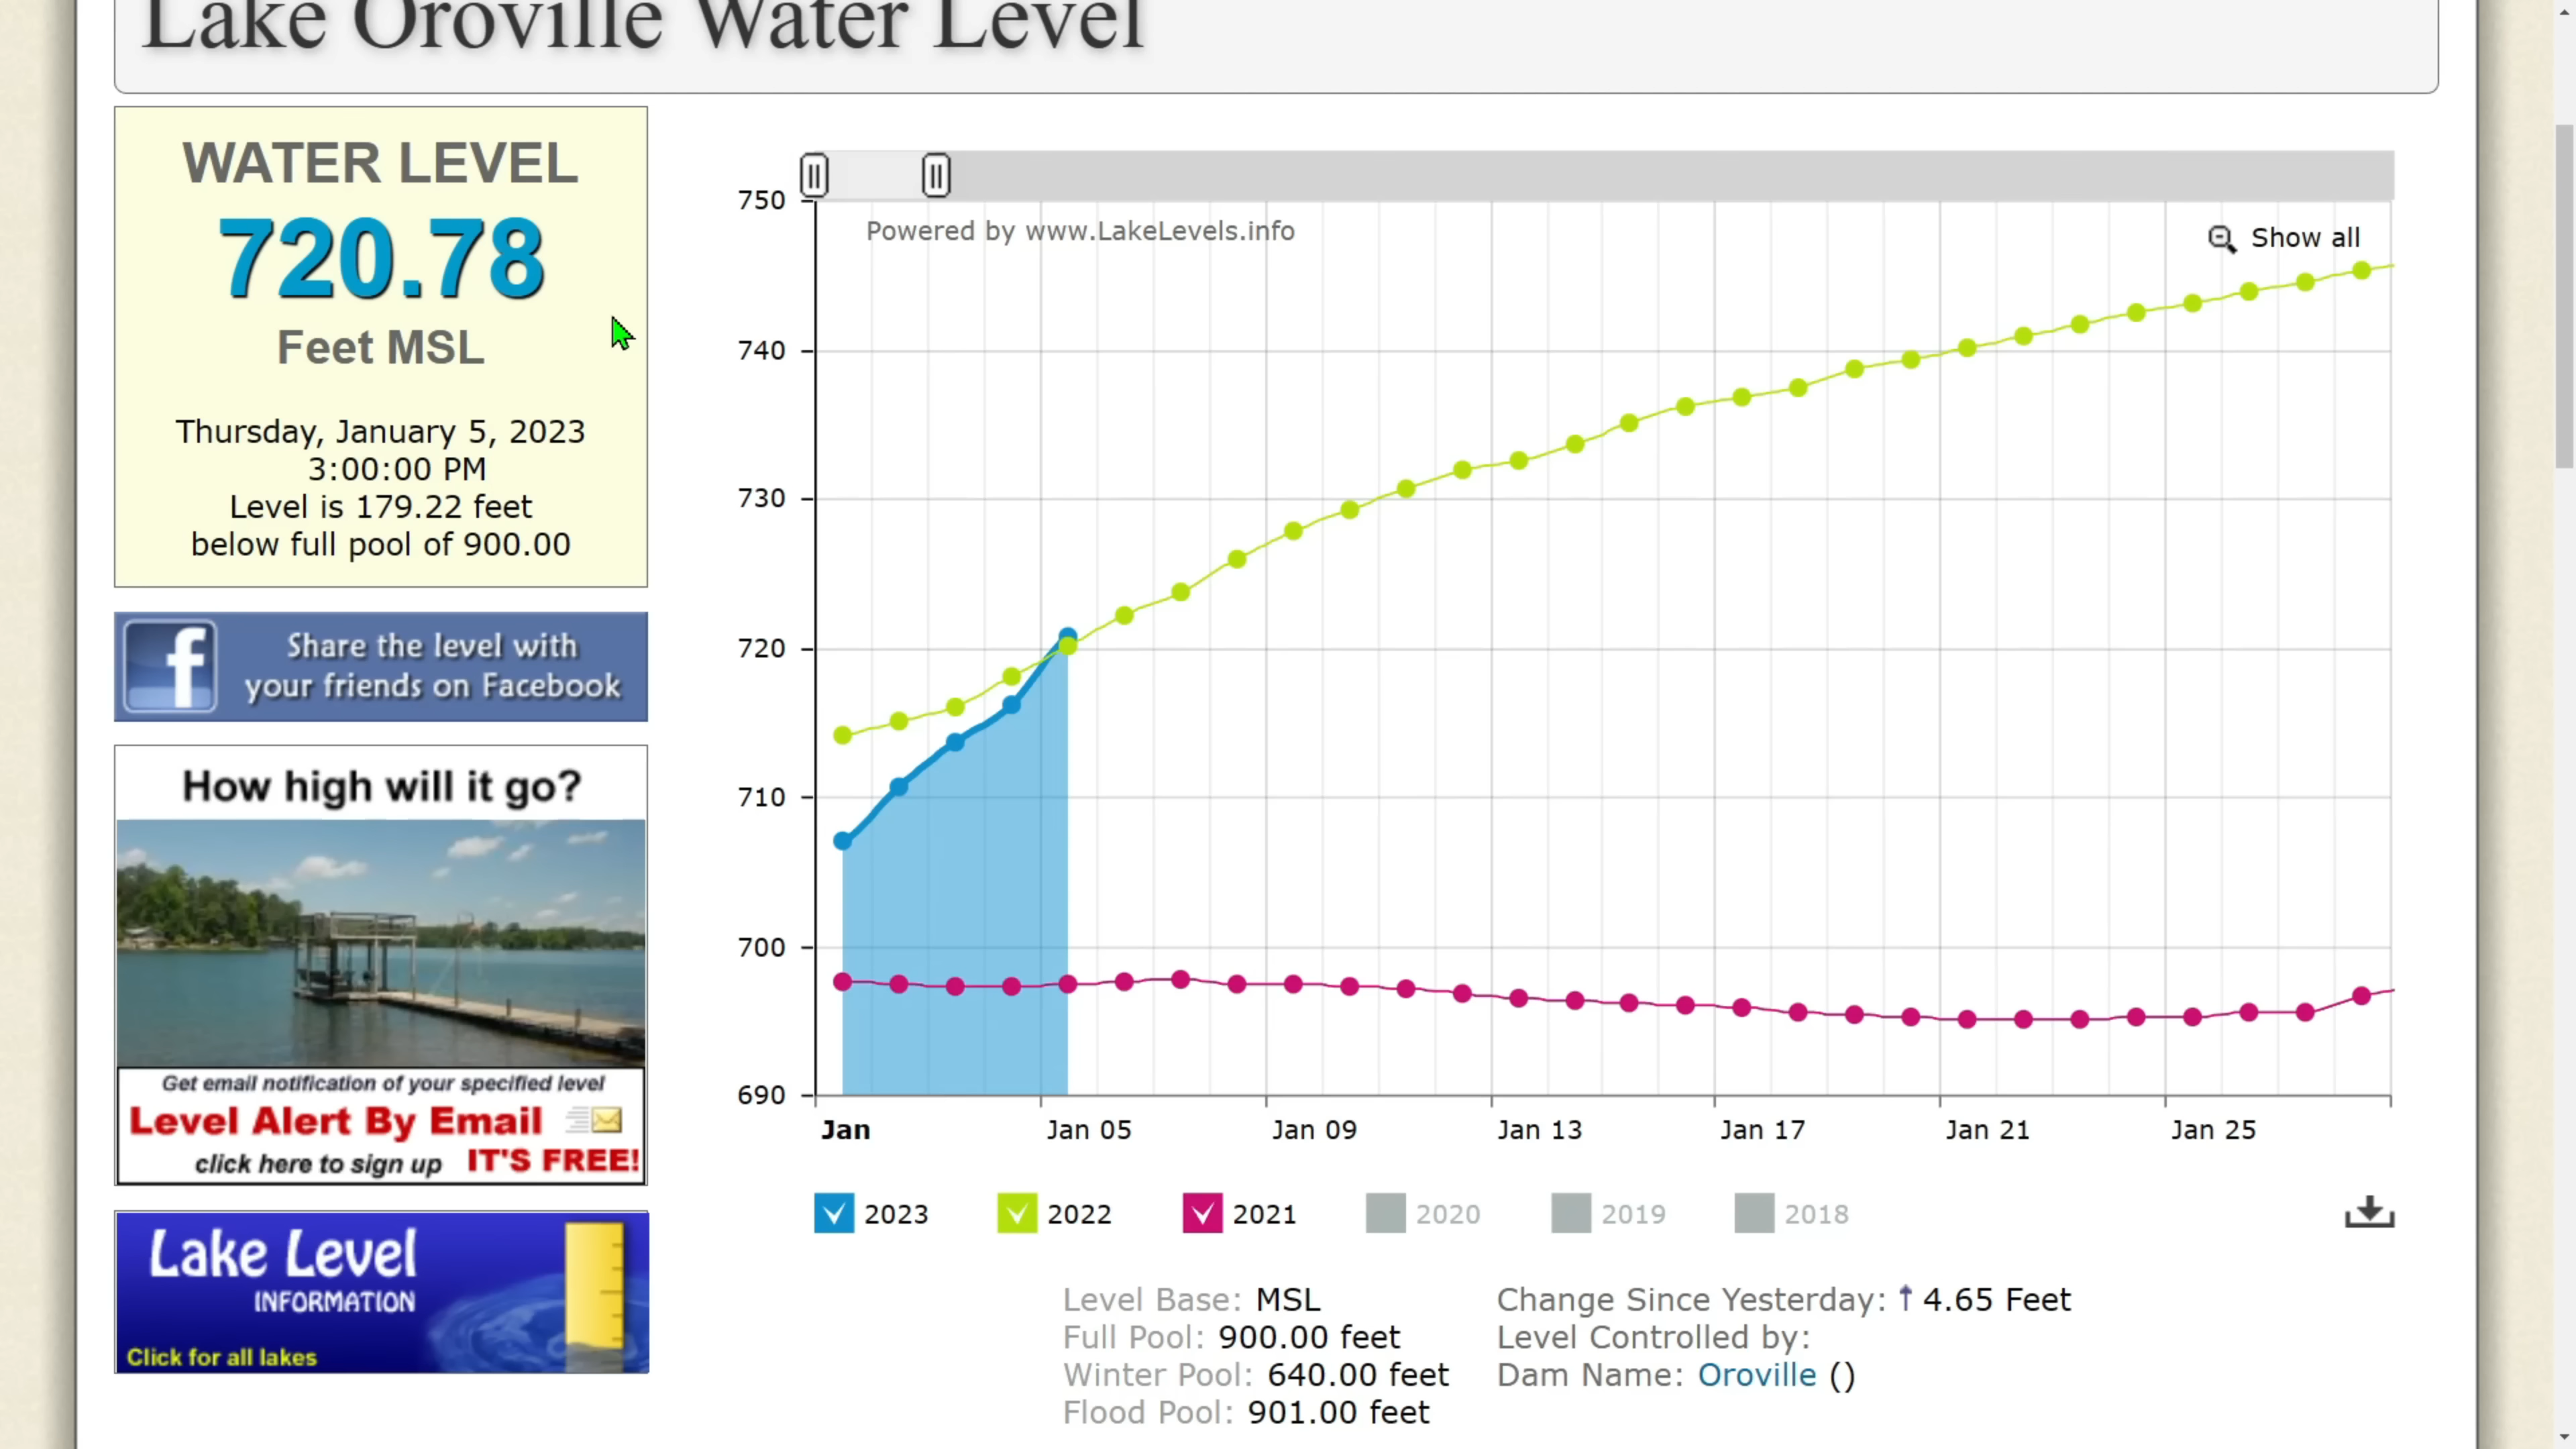 Lake Oroville Water Level
WATER LEVEL
720.78
Feet MSL
Thursday, January 5, 2023
3:00:00 PM
Level is 179.22 feet
below full pool of 900.00
Share the level with
your friends on Facebook
How high will it go?
Get email notification of your specified level
Level Alert By Email
click here to sign up IT'S FREE!
Lake Level
INFORMATION
Click for all lakes
Powered by www.LakeLevels.info
Show all
750
740
730
720
710
700
690
Jan Jan 05 Jan 09 Jan 13 Jan 17 Jan 21 Jan 25
2023 2022 2021 2020 2019 2018
Level Base: MSL
Full Pool: 900.00 feet
Winter Pool: 640.00 feet
Flood Pool: 901.00 feet
Change Since Yesterday: ↑ 4.65 Feet
Level Controlled by:
Dam Name: Oroville ()